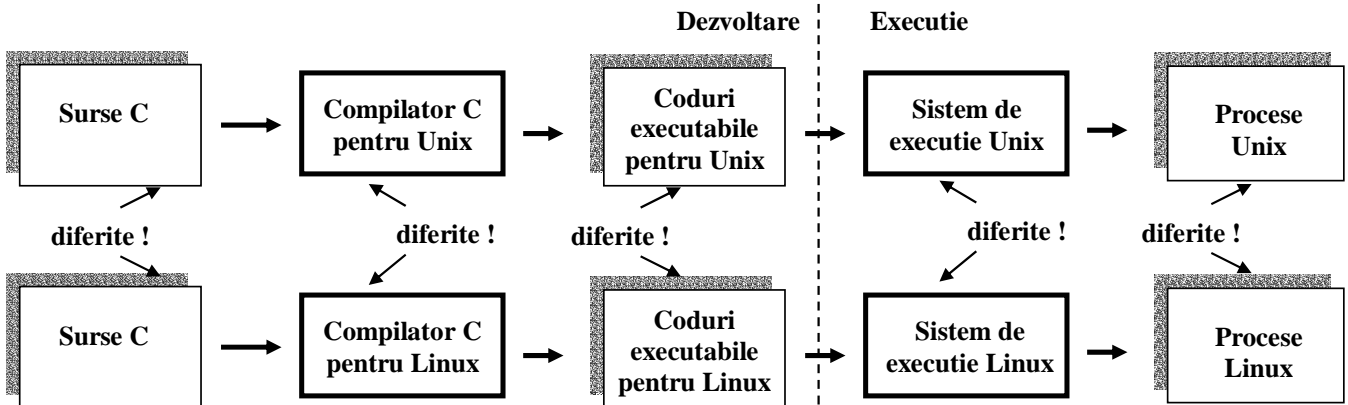 Dezvoltare
Executie
Surse C
Compilator C
pentru Unix
Coduri
executabile
pentru Unix
Sistem de
executie Unix
Procese
Unix
diferite !
diferite !
diferite !
diferite !
diferite !
Surse C
Compilator C
pentru Linux
Coduri
executabile
pentru Linux
Sistem de
executie Linux
Procese
Linux